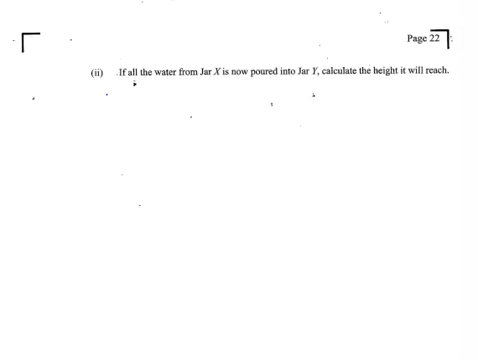 Page 22
(ii) If all the water from Jar X is now poured into Jar Y, calculate the height it will reach.